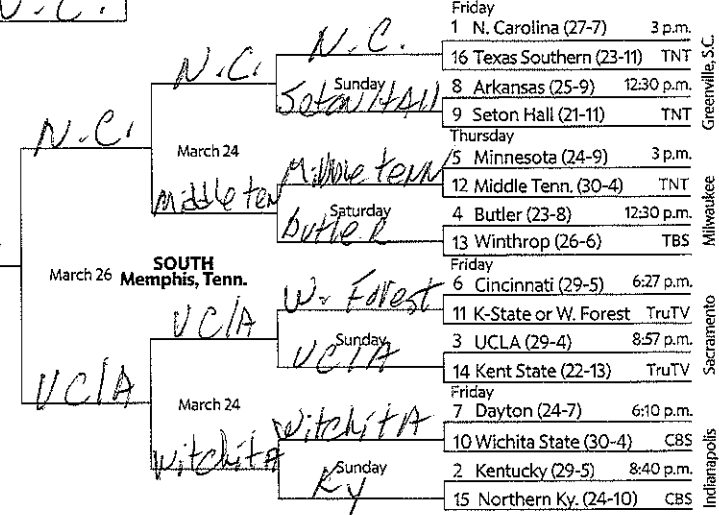 N.C.
Friday
1 N. Carolina (27-7) 3 p.m.
N.C.
16 Texas Southern (23-11) TNT
N.C.
Sunday
8 Arkansas (25-9) 12:30 p.m.
Seton HAll
9 Seton Hall (21-11) TNT
Greenville, S.C.
N.C.
March 24
Thursday
Middle tenn
5 Minnesota (24-9) 3 p.m.
12 Middle Tenn. (30-4) TNT
Middle ten
Saturday
4 Butler (23-8) 12:30 p.m.
Butler
13 Winthrop (26-6) TBS
Milwaukee
March 26
SOUTH
Memphis, Tenn.
Friday
6 Cincinnati (29-5) 6:27 p.m.
W. Forest
11 K-State or W. Forest TruTV
UClA
Sunday
3 UCLA (29-4) 8:57 p.m.
UClA
14 Kent State (22-13) TruTV
Sacramento
UClA
March 24
Friday
7 Dayton (24-7) 6:10 p.m.
WitchitA
10 Wichita State (30-4) CBS
WitchitA
Sunday
2 Kentucky (29-5) 8:40 p.m.
Ky
15 Northern Ky. (24-10) CBS
Indianapolis